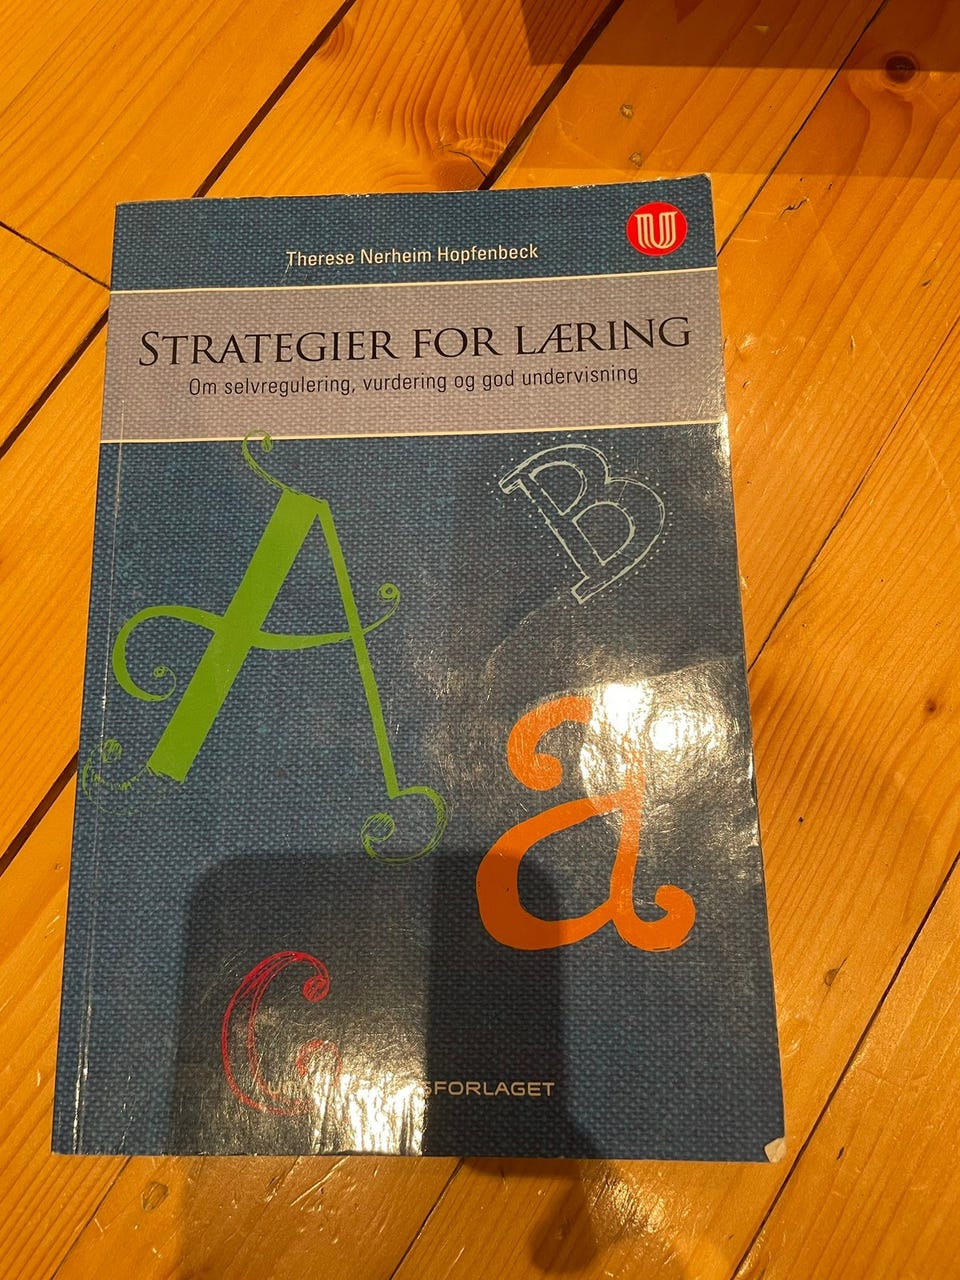 Therese Nerheim Hopfenbeck
U
STRATEGIER FOR LÆRING
Om selvregulering, vurdering og god undervisning
A
B
a
C